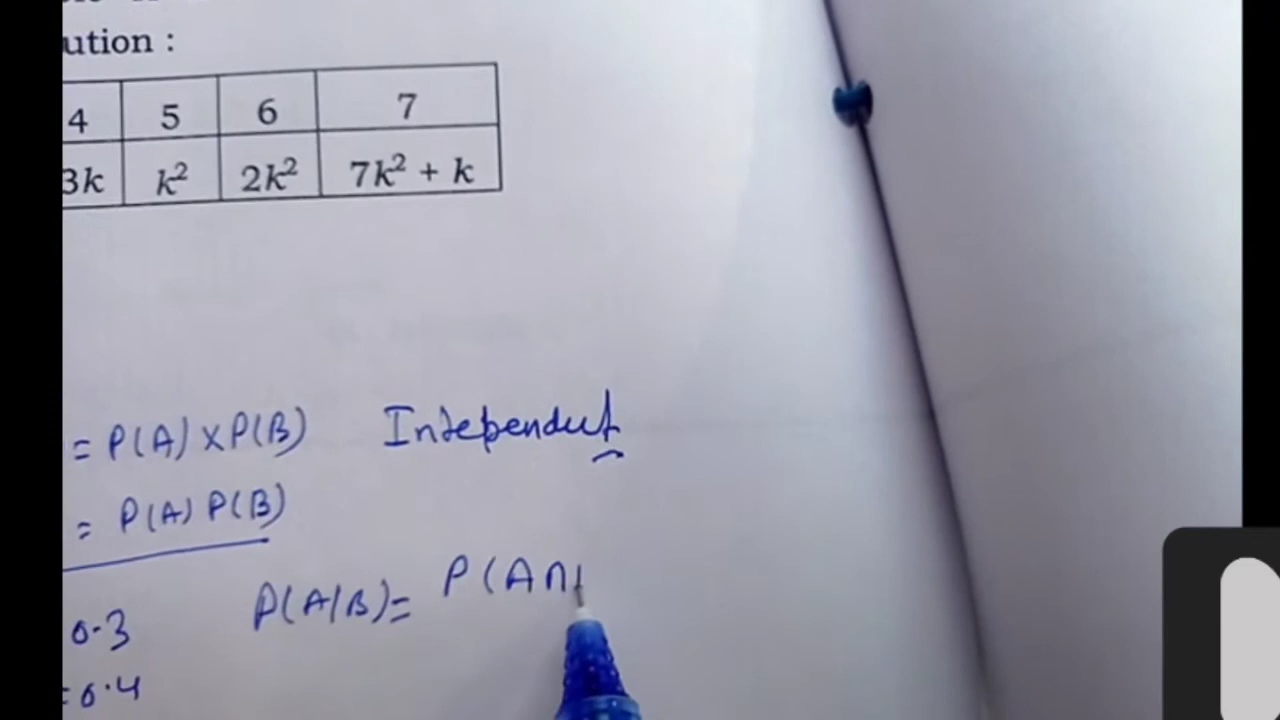 ution :
4 5 6 7
3k k² 2k² 7k² + k
= P(A) × P(B) Independent
= P(A) P(B)
P(A/B) = P(A∩
0.3
= 0.4